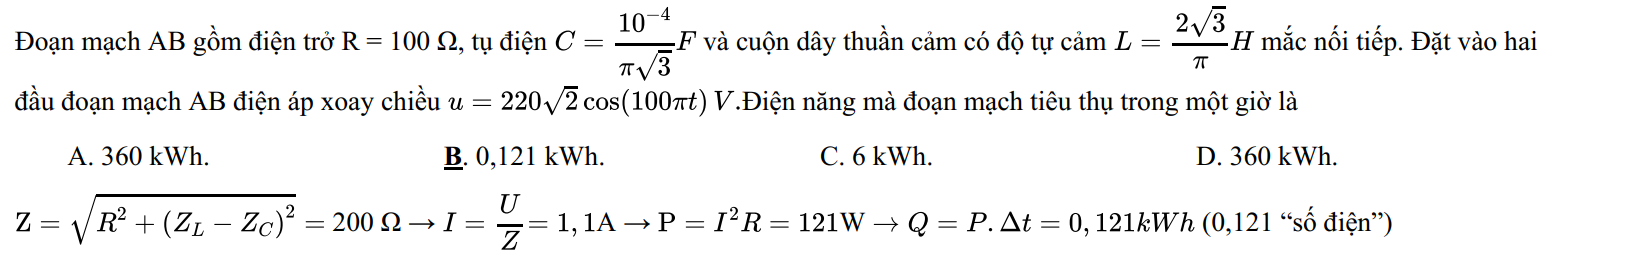 Đoạn mạch AB gồm điện trở R = 100 Ω, tụ điện $C = \frac{10^{-4}}{\pi\sqrt{3}}F$ và cuộn dây thuần cảm có độ tự cảm $L = \frac{2\sqrt{3}}{\pi}H$ mắc nối tiếp. Đặt vào hai
đầu đoạn mạch AB điện áp xoay chiều $u = 220\sqrt{2}\cos(100\pi t)\,V$.Điện năng mà đoạn mạch tiêu thụ trong một giờ là
A. 360 kWh. B. 0,121 kWh. C. 6 kWh. D. 360 kWh.
$Z = \sqrt{R^2 + (Z_L - Z_C)^2} = 200\ \Omega \rightarrow I = \frac{U}{Z} = 1,1A \rightarrow P = I^2R = 121W \rightarrow Q = P.\Delta t = 0,121kWh$ (0,121 “số điện”)